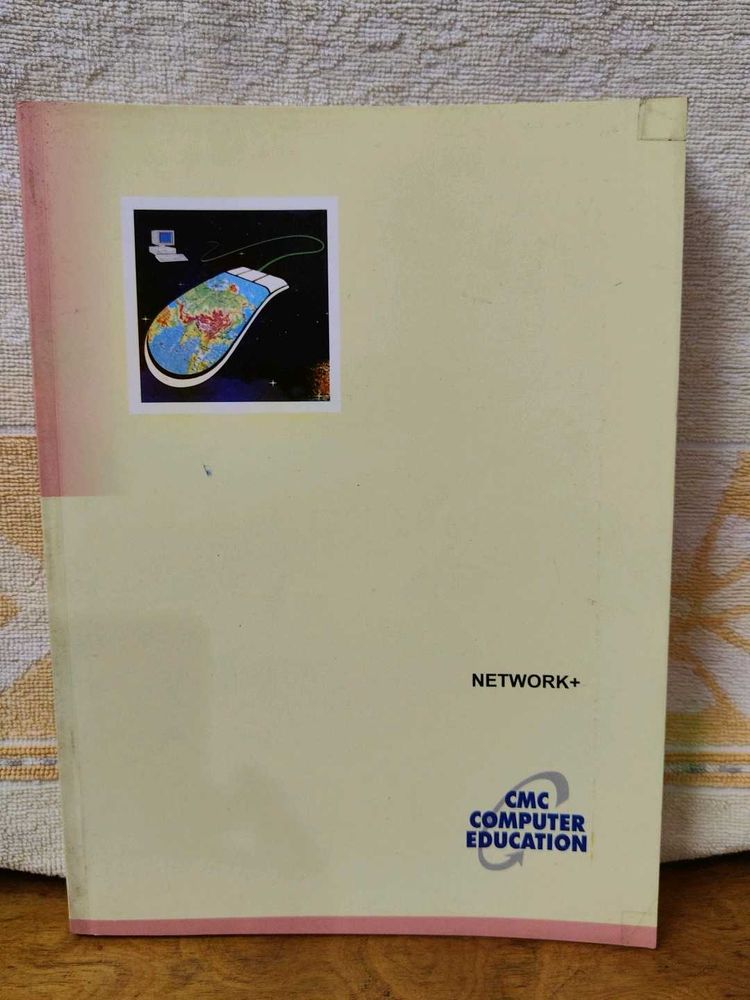 NETWORK+
CMC
COMPUTER
EDUCATION